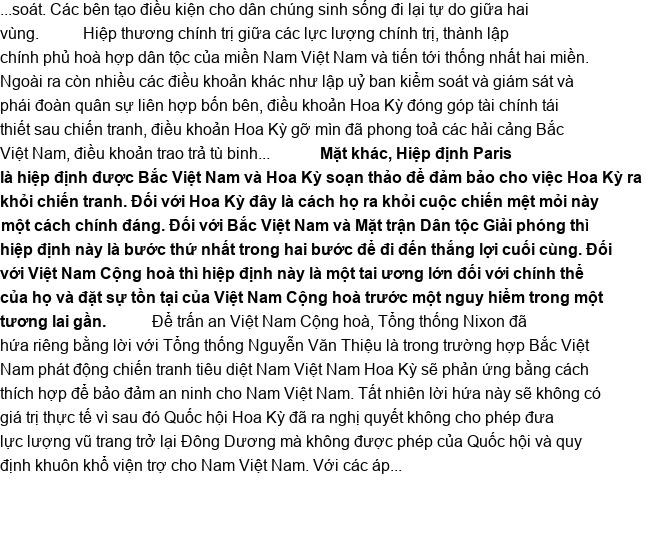 ...soát. Các bên tạo điều kiện cho dân chúng sinh sống đi lại tự do giữa hai
vùng. Hiệp thương chính trị giữa các lực lượng chính trị, thành lập
chính phủ hoà hợp dân tộc của miền Nam Việt Nam và tiến tới thống nhất hai miền.
Ngoài ra còn nhiều các điều khoản khác như lập uỷ ban kiểm soát và giám sát và
phái đoàn quân sự liên hợp bốn bên, điều khoản Hoa Kỳ đóng góp tài chính tái
thiết sau chiến tranh, điều khoản Hoa Kỳ gỡ mìn đã phong toả các hải cảng Bắc
Việt Nam, điều khoản trao trả tù binh... Mặt khác, Hiệp định Paris
là hiệp định được Bắc Việt Nam và Hoa Kỳ soạn thảo để đảm bảo cho việc Hoa Kỳ ra
khỏi chiến tranh. Đối với Hoa Kỳ đây là cách họ ra khỏi cuộc chiến mệt mỏi này
một cách chính đáng. Đối với Bắc Việt Nam và Mặt trận Dân tộc Giải phóng thì
hiệp định này là bước thứ nhất trong hai bước để đi đến thắng lợi cuối cùng. Đối
với Việt Nam Cộng hoà thì hiệp định này là một tai ương lớn đối với chính thể
của họ và đặt sự tồn tại của Việt Nam Cộng hoà trước một nguy hiểm trong một
tương lai gần. Để trấn an Việt Nam Cộng hoà, Tổng thống Nixon đã
hứa riêng bằng lời với Tổng thống Nguyễn Văn Thiệu là trong trường hợp Bắc Việt
Nam phát động chiến tranh tiêu diệt Nam Việt Nam Hoa Kỳ sẽ phản ứng bằng cách
thích hợp để bảo đảm an ninh cho Nam Việt Nam. Tất nhiên lời hứa này sẽ không có
giá trị thực tế vì sau đó Quốc hội Hoa Kỳ đã ra nghị quyết không cho phép đưa
lực lượng vũ trang trở lại Đông Dương mà không được phép của Quốc hội và quy
định khuôn khổ viện trợ cho Nam Việt Nam. Với các áp...